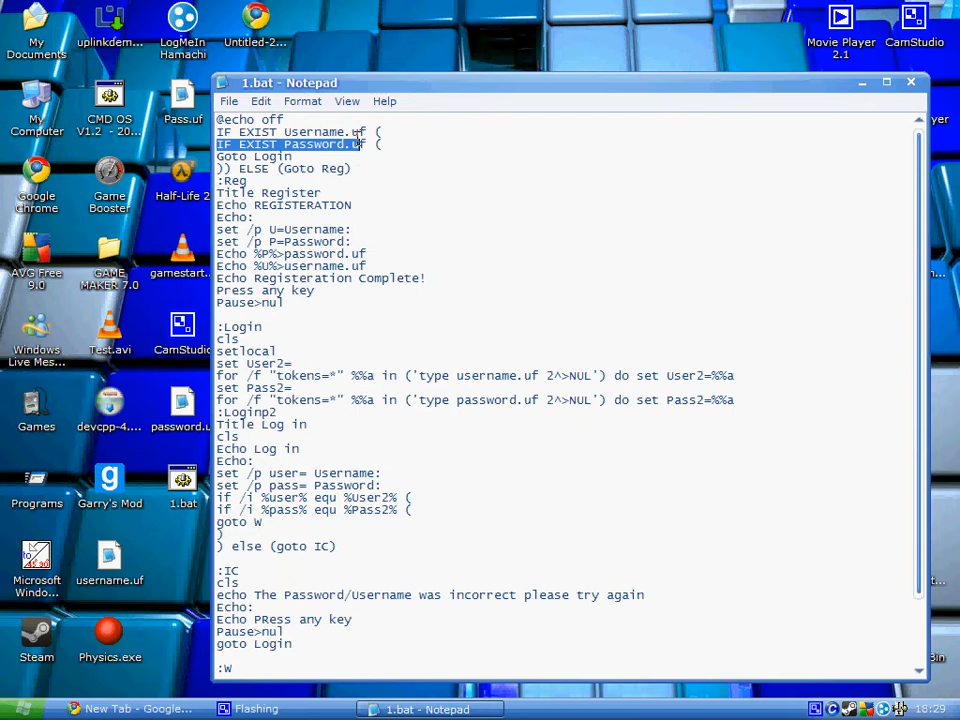 My Documents
uplinkdem...
LogMeIn Hamachi
Untitled-2...
Movie Player 2.1
CamStudio
My Computer
CMD OS V1.2 - 20...
Pass.uf
Google Chrome
Game Booster
Half-Life 2
AVG Free 9.0
GAME MAKER 7.0
gamestart...
Windows Live Mes...
Test.avi
CamStudio
Games
devcpp-4....
password.u
Programs
Garry's Mod
1.bat
Microsoft Windo...
username.uf
Steam
Physics.exe
1.bat - Notepad
File Edit Format View Help
@echo off
IF EXIST Username.uf (
IF EXIST Password.uf (
Goto Login
)) ELSE (Goto Reg)
:Reg
Title Register
Echo REGISTERATION
Echo:
set /p U=Username:
set /p P=Password:
Echo %P%>password.uf
Echo %U%>username.uf
Echo Registeration Complete!
Press any key
Pause>nul
:Login
cls
setlocal
set User2=
for /f "tokens=*" %%a in ('type username.uf 2^>NUL') do set User2=%%a
set Pass2=
for /f "tokens=*" %%a in ('type password.uf 2^>NUL') do set Pass2=%%a
:Loginp2
Title Log in
cls
Echo Log in
Echo:
set /p user= Username:
set /p pass= Password:
if /i %user% equ %User2% (
if /i %pass% equ %Pass2% (
goto W
)
) else (goto IC)
:IC
cls
echo The Password/Username was incorrect please try again
Echo:
Echo PRess any key
Pause>nul
goto Login
:W
yer
t...
Bin
start
New Tab - Google...
Flashing
1.bat - Notepad
18:29